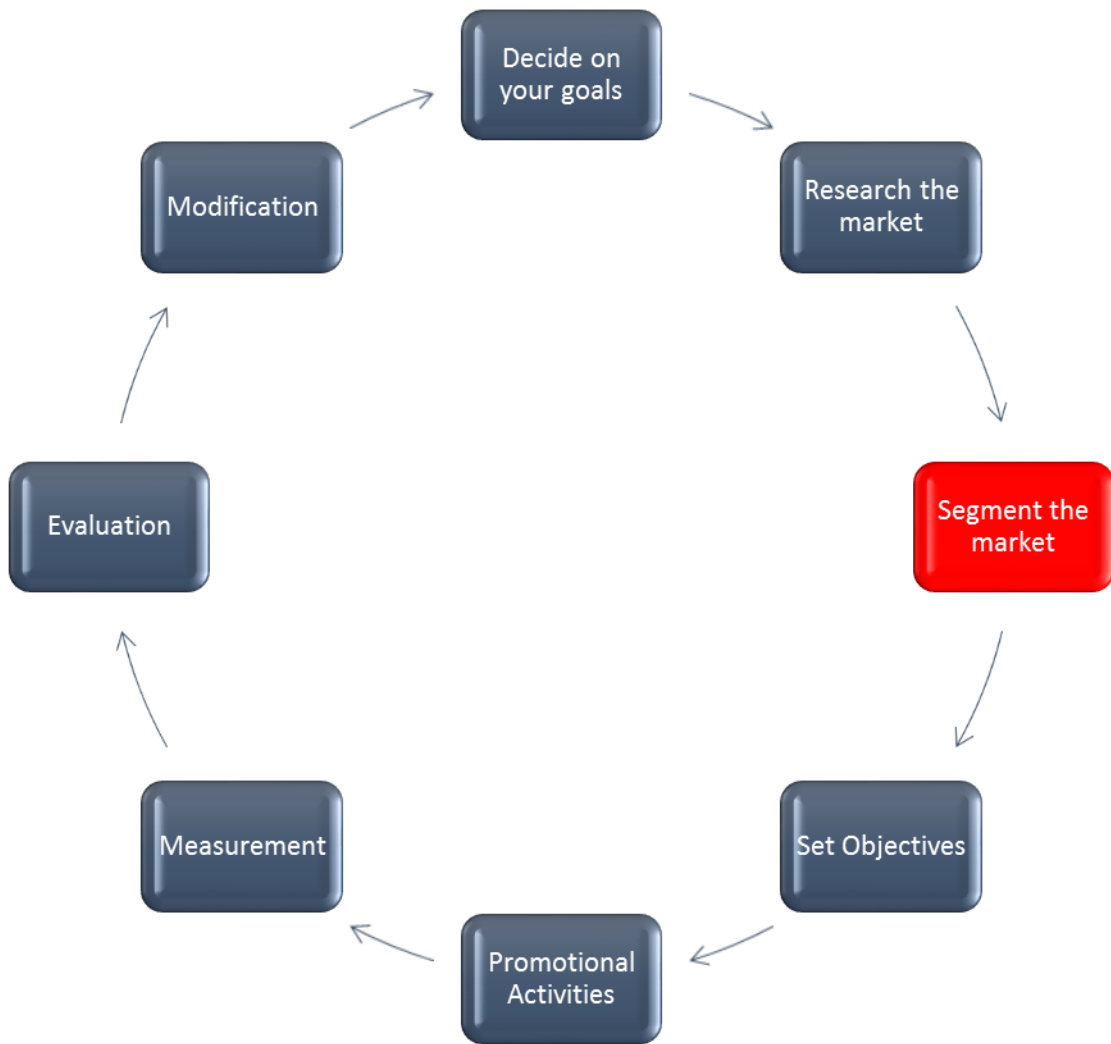 Decide on
your goals
Research the
market
Segment the
market
Set Objectives
Promotional
Activities
Measurement
Evaluation
Modification